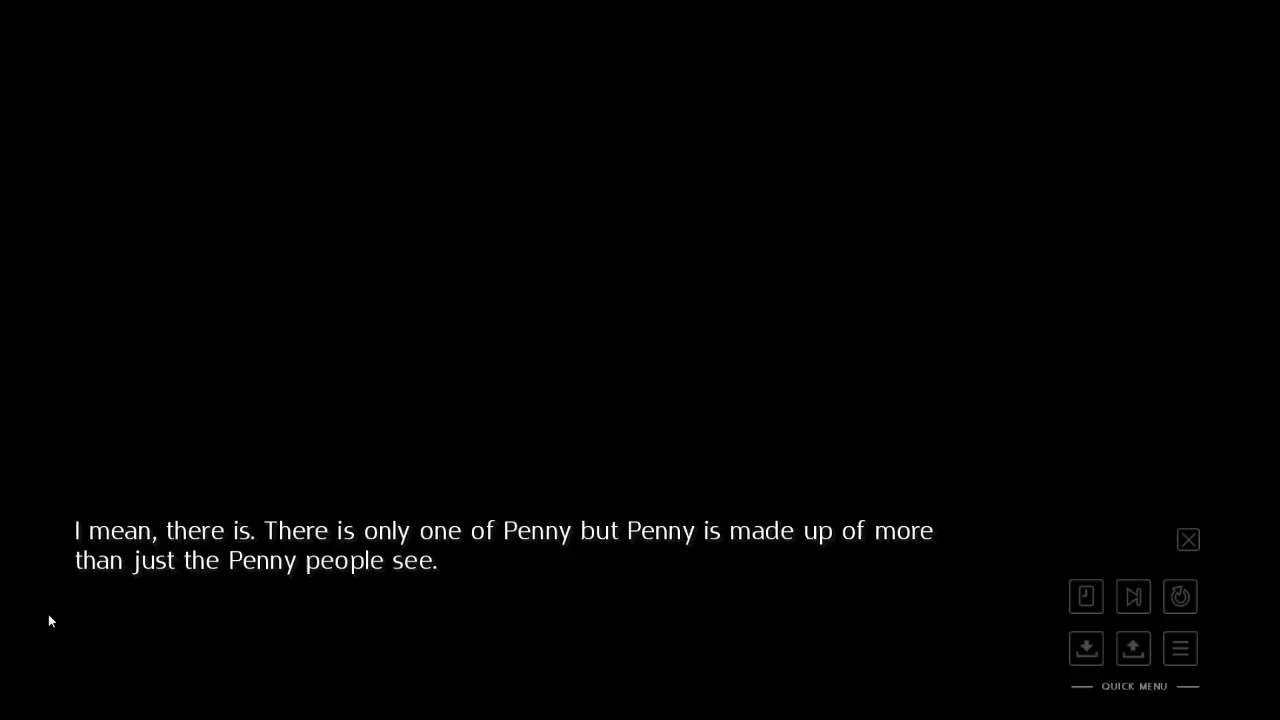 I mean, there is. There is only one of Penny but Penny is made up of more
than just the Penny people see.
QUICK MENU